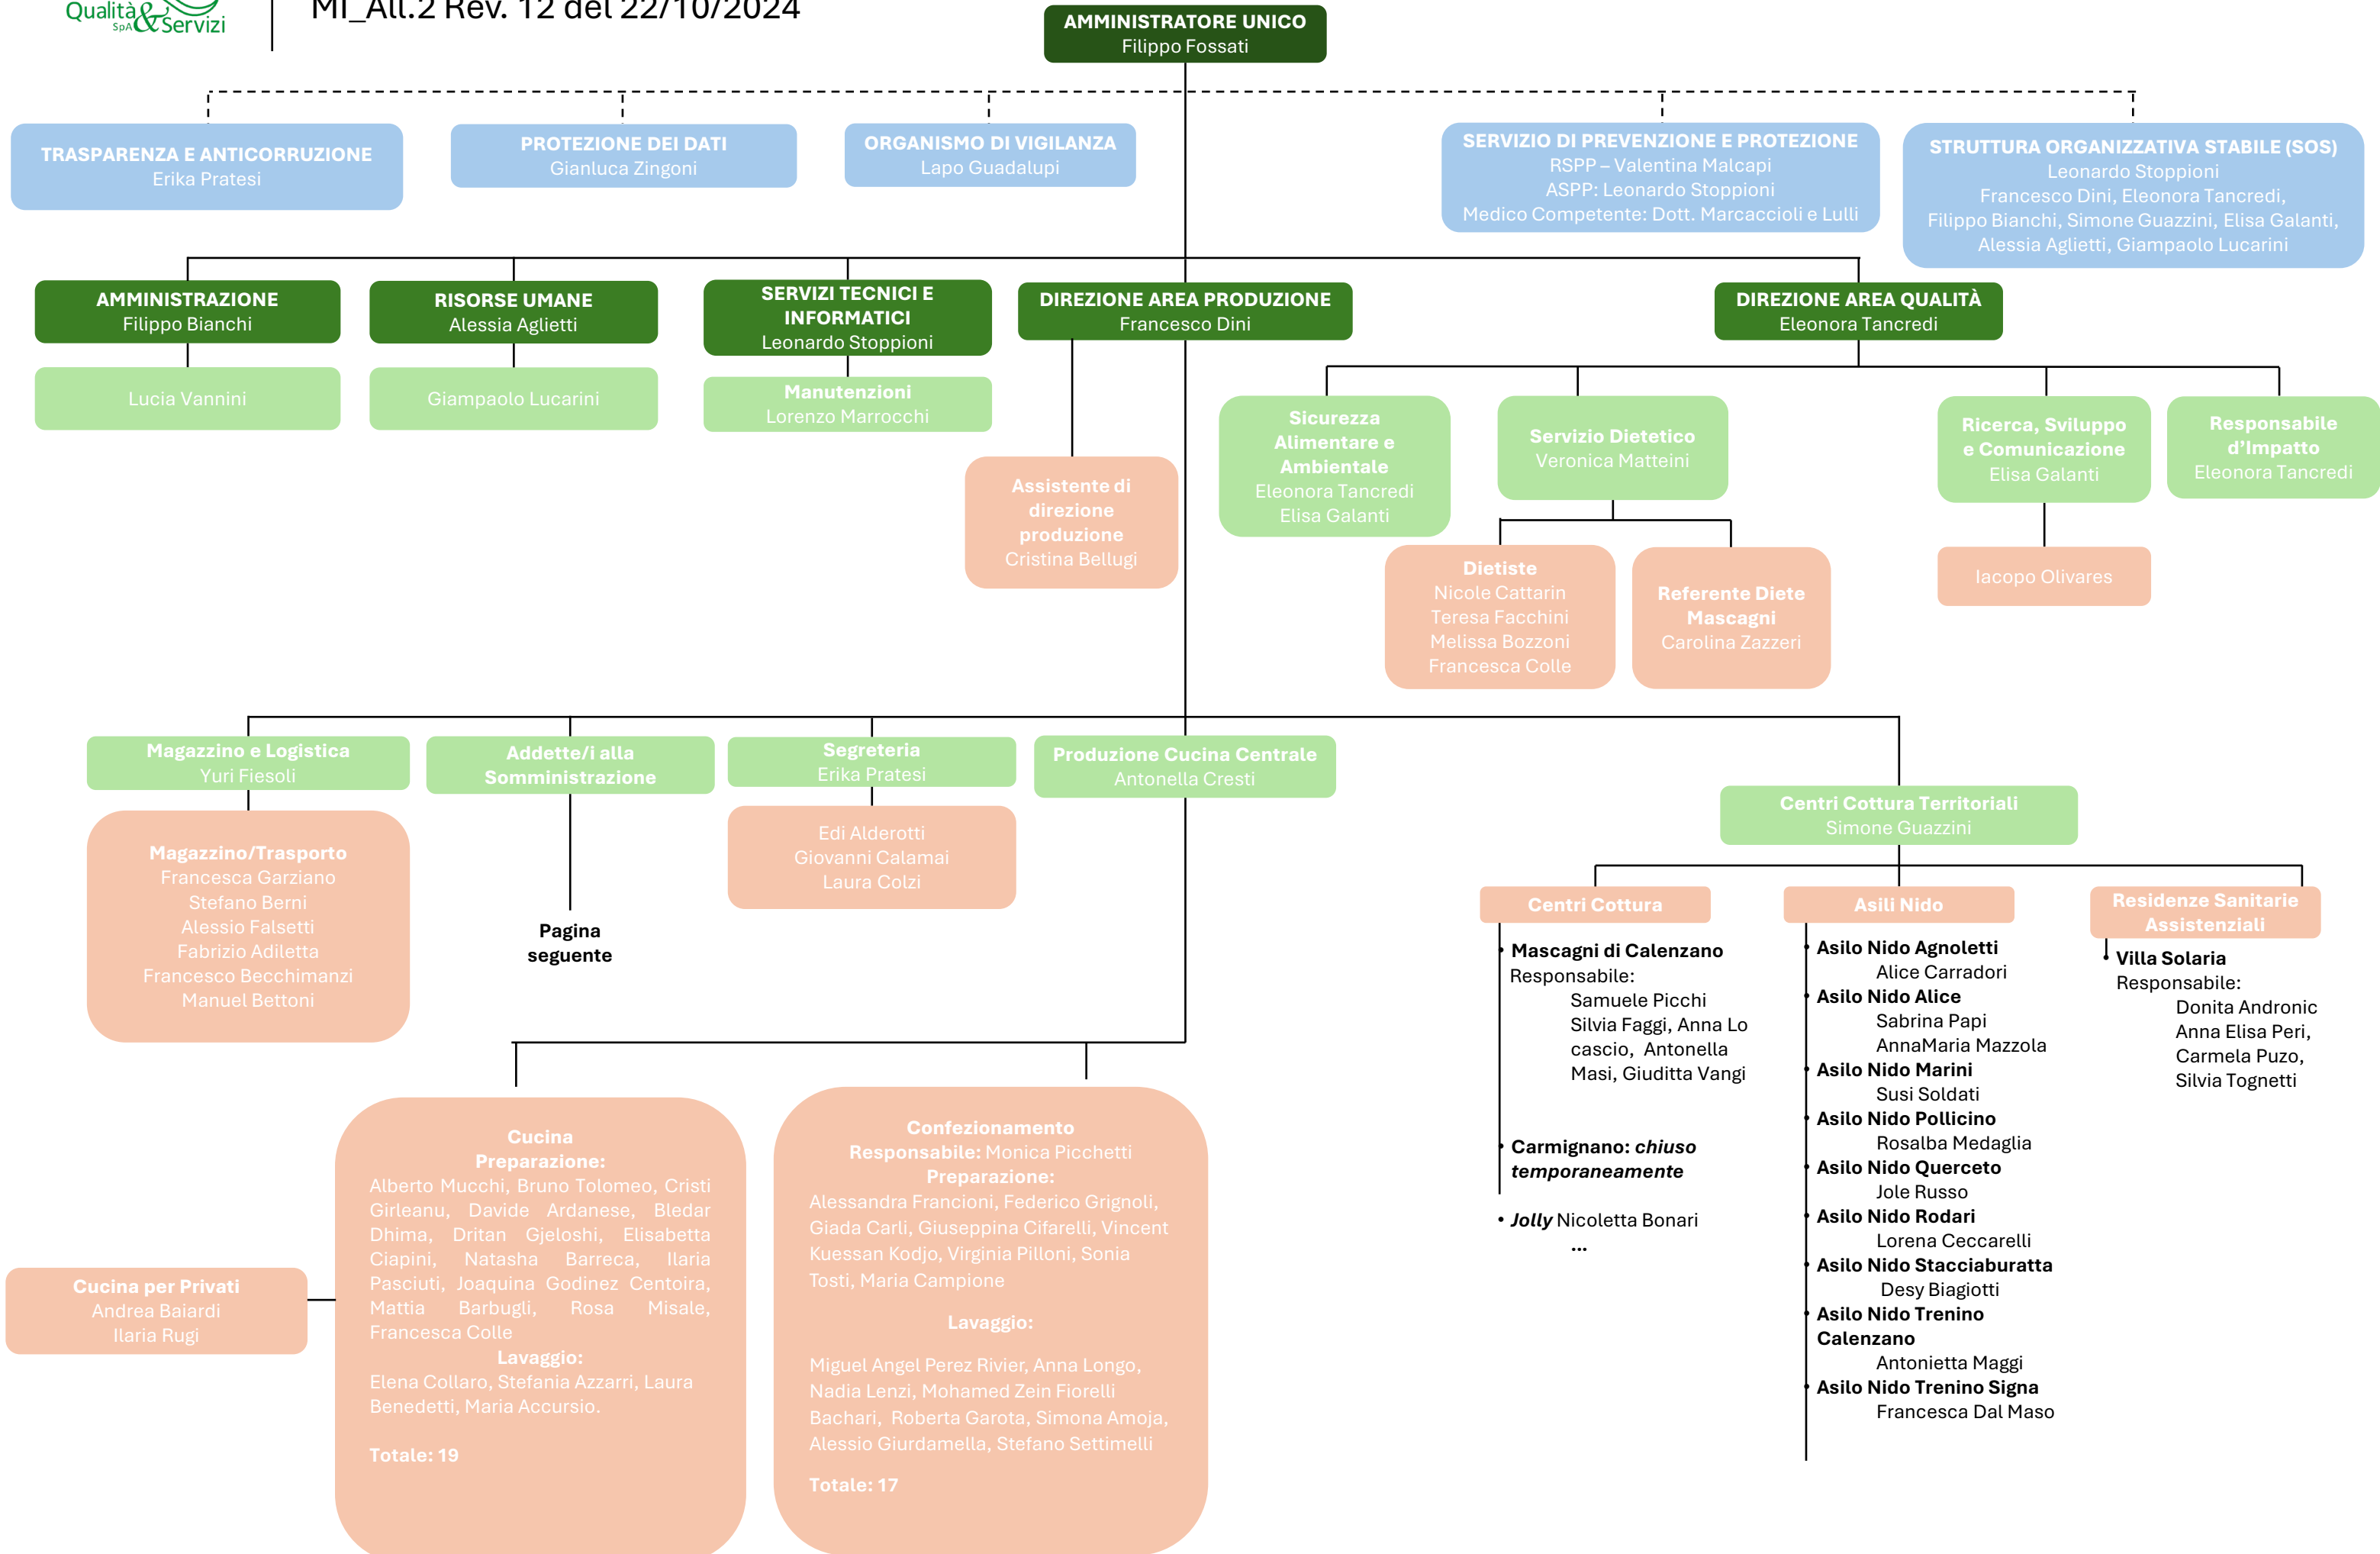 Qualità
SpA & Servizi
MI_All.2 Rev. 12 del 22/10/2024
AMMINISTRATORE UNICO
Filippo Fossati
TRASPARENZA E ANTICORRUZIONE
Erika Pratesi
PROTEZIONE DEI DATI
Gianluca Zingoni
ORGANISMO DI VIGILANZA
Lapo Guadalupi
SERVIZIO DI PREVENZIONE E PROTEZIONE
RSPP – Valentina Malcapi
ASPP: Leonardo Stoppioni
Medico Competente: Dott. Marcaccioli e Lulli
STRUTTURA ORGANIZZATIVA STABILE (SOS)
Leonardo Stoppioni
Francesco Dini, Eleonora Tancredi,
Filippo Bianchi, Simone Guazzini, Elisa Galanti,
Alessia Aglietti, Giampaolo Lucarini
AMMINISTRAZIONE
Filippo Bianchi
RISORSE UMANE
Alessia Aglietti
SERVIZI TECNICI E
INFORMATICI
Leonardo Stoppioni
DIREZIONE AREA PRODUZIONE
Francesco Dini
DIREZIONE AREA QUALITÀ
Eleonora Tancredi
Lucia Vannini
Giampaolo Lucarini
Manutenzioni
Lorenzo Marrocchi
Assistente di
direzione
produzione
Cristina Bellugi
Sicurezza
Alimentare e
Ambientale
Eleonora Tancredi
Elisa Galanti
Servizio Dietetico
Veronica Matteini
Ricerca, Sviluppo
e Comunicazione
Elisa Galanti
Responsabile
d’Impatto
Eleonora Tancredi
Dietiste
Nicole Cattarin
Teresa Facchini
Melissa Bozzoni
Francesca Colle
Referente Diete
Mascagni
Carolina Zazzeri
Iacopo Olivares
Magazzino e Logistica
Yuri Fiesoli
Addette/i alla
Somministrazione
Segreteria
Erika Pratesi
Produzione Cucina Centrale
Antonella Cresti
Centri Cottura Territoriali
Simone Guazzini
Magazzino/Trasporto
Francesca Garziano
Stefano Berni
Alessio Falsetti
Fabrizio Adiletta
Francesco Becchimanzi
Manuel Bettoni
Pagina
seguente
Edi Alderotti
Giovanni Calamai
Laura Colzi
Centri Cottura
• Mascagni di Calenzano
Responsabile:
Samuele Picchi
Silvia Faggi, Anna Lo
cascio, Antonella
Masi, Giuditta Vangi
• Carmignano: chiuso
temporaneamente
• Jolly Nicoletta Bonari
...
Asili Nido
• Asilo Nido Agnoletti
Alice Carradori
• Asilo Nido Alice
Sabrina Papi
AnnaMaria Mazzola
• Asilo Nido Marini
Susi Soldati
• Asilo Nido Pollicino
Rosalba Medaglia
• Asilo Nido Querceto
Jole Russo
• Asilo Nido Rodari
Lorena Ceccarelli
• Asilo Nido Stacciaburatta
Desy Biagiotti
• Asilo Nido Trenino
Calenzano
Antonietta Maggi
• Asilo Nido Trenino Signa
Francesca Dal Maso
Residenze Sanitarie
Assistenziali
• Villa Solaria
Responsabile:
Donita Andronic
Anna Elisa Peri,
Carmela Puzo,
Silvia Tognetti
Cucina per Privati
Andrea Baiardi
Ilaria Rugi
Cucina
Preparazione:
Alberto Mucchi, Bruno Tolomeo, Cristi
Girleanu, Davide Ardanese, Bledar
Dhima, Dritan Gjeloshi, Elisabetta
Ciapini, Natasha Barreca, Ilaria
Pasciuti, Joaquina Godinez Centoira,
Mattia Barbugli, Rosa Misale,
Francesca Colle
Lavaggio:
Elena Collaro, Stefania Azzarri, Laura
Benedetti, Maria Accursio.
Totale: 19
Confezionamento
Responsabile: Monica Picchetti
Preparazione:
Alessandra Francioni, Federico Grignoli,
Giada Carli, Giuseppina Cifarelli, Vincent
Kuessan Kodjo, Virginia Pilloni, Sonia
Tosti, Maria Campione
Lavaggio:
Miguel Angel Perez Rivier, Anna Longo,
Nadia Lenzi, Mohamed Zein Fiorelli
Bachari, Roberta Garota, Simona Amoja,
Alessio Giurdamella, Stefano Settimelli
Totale: 17